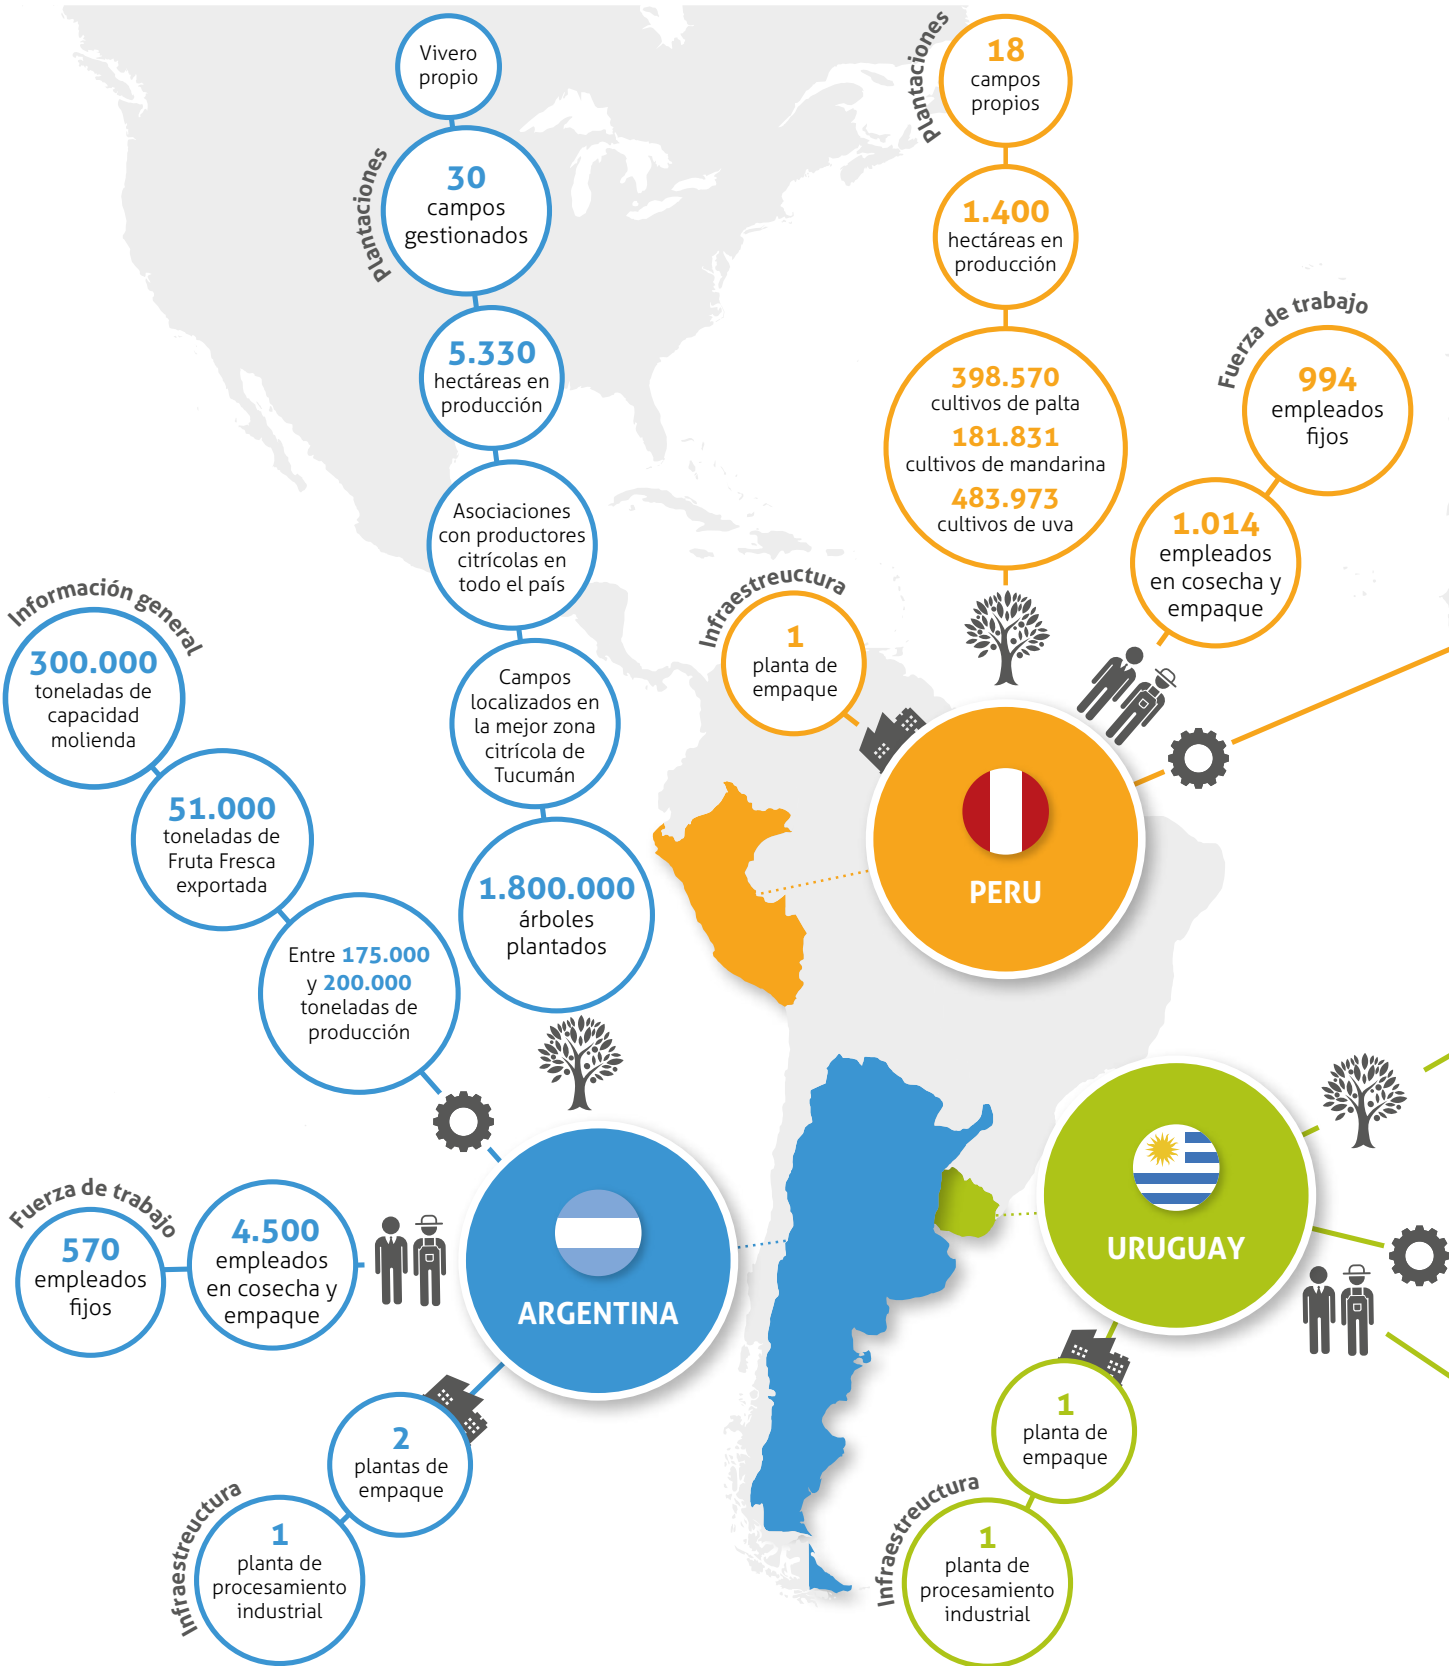 Plantaciones
Vivero
propio
30
campos
gestionados
5.330
hectáreas en
producción
Asociaciones
con productores
citrícolas en
todo el país
Campos
localizados en
la mejor zona
citrícola de
Tucumán
1.800.000
árboles
plantados
Información general
300.000
toneladas de
capacidad
molienda
51.000
toneladas de
Fruta Fresca
exportada
Entre 175.000
y 200.000
toneladas de
producción
Fuerza de trabajo
570
empleados
fijos
4.500
empleados
en cosecha y
empaque
ARGENTINA
Infraestreuctura
2
plantas de
empaque
1
planta de
procesamiento
industrial
Plantaciones
18
campos
propios
1.400
hectáreas en
producción
398.570
cultivos de palta
181.831
cultivos de mandarina
483.973
cultivos de uva
Fuerza de trabajo
994
empleados
fijos
1.014
empleados
en cosecha y
empaque
Infraestreuctura
1
planta de
empaque
PERU
URUGUAY
Infraestreuctura
1
planta de
empaque
1
planta de
procesamiento
industrial